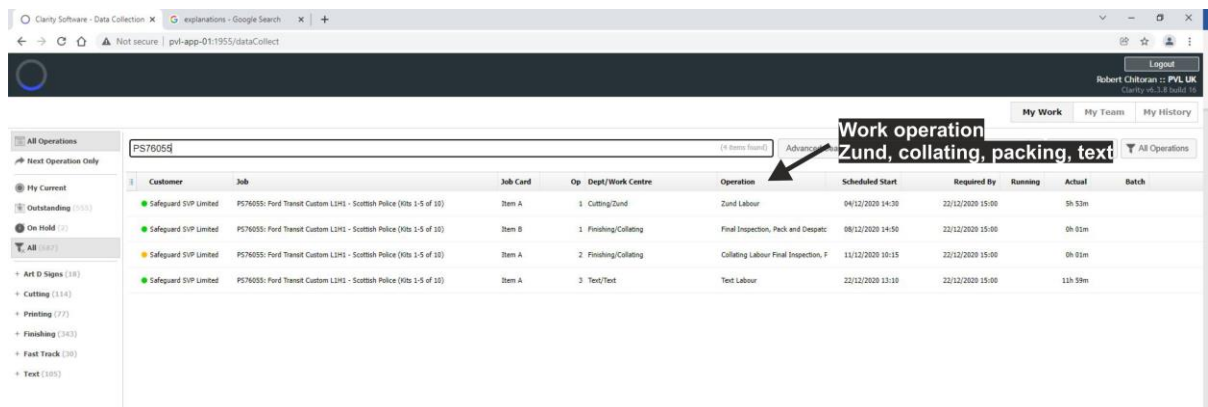 Clarity Software - Data Collection
explanations - Google Search
Not secure | pvl-app-01:1955/dataCollect
Logout
Robert Chitoran :: PVL UK
Clarity v6.3.8 build 16
My Work My Team My History
Work operation
Zund, collating, packing, text
All Operations
Next Operation Only
My Current
Outstanding (553)
On Hold (2)
All (587)
+ Art D Signs (18)
+ Cutting (114)
+ Printing (77)
+ Finishing (343)
+ Fast Track (30)
+ Text (105)
PS76055 (4 items found) Advanced All Operations
Customer Job Job Card Op Dept/Work Centre Operation Scheduled Start Required By Running Actual Batch
Safeguard SVP Limited PS76055: Ford Transit Custom L1H1 - Scottish Police (Kits 1-5 of 10) Item A 1 Cutting/Zund Zund Labour 04/12/2020 14:30 22/12/2020 15:00 5h 53m
Safeguard SVP Limited PS76055: Ford Transit Custom L1H1 - Scottish Police (Kits 1-5 of 10) Item B 1 Finishing/Collating Final Inspection, Pack and Despatc 08/12/2020 14:50 22/12/2020 15:00 0h 01m
Safeguard SVP Limited PS76055: Ford Transit Custom L1H1 - Scottish Police (Kits 1-5 of 10) Item A 2 Finishing/Collating Collating Labour Final Inspection, F 11/12/2020 10:15 22/12/2020 15:00 0h 01m
Safeguard SVP Limited PS76055: Ford Transit Custom L1H1 - Scottish Police (Kits 1-5 of 10) Item A 3 Text/Text Text Labour 22/12/2020 13:10 22/12/2020 15:00 11h 59m